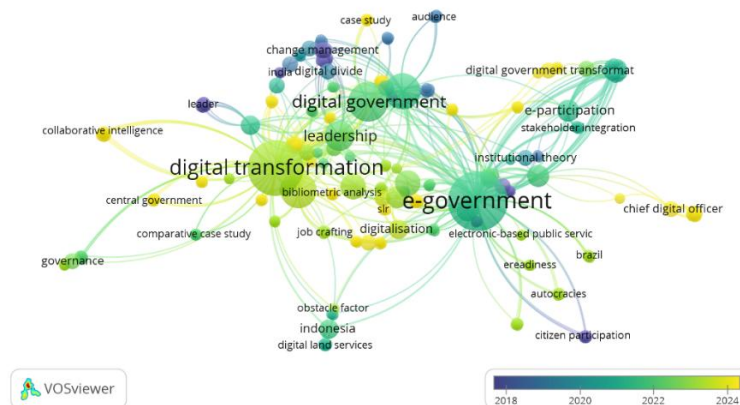 case study
audience
change management
india digital divide
digital government transformat
digital government
e-participation
leader
collaborative intelligence
leadership
stakeholder integration
digital transformation
institutional theory
bibliometric analysis
central government
slr
e-government
chief digital officer
comparative case study
job crafting
digitalisation
electronic-based public servic
governance
ereadiness
brazil
autocracies
obstacle factor
indonesia
digital land services
citizen participation
VOSviewer
2018 2020 2022 2024